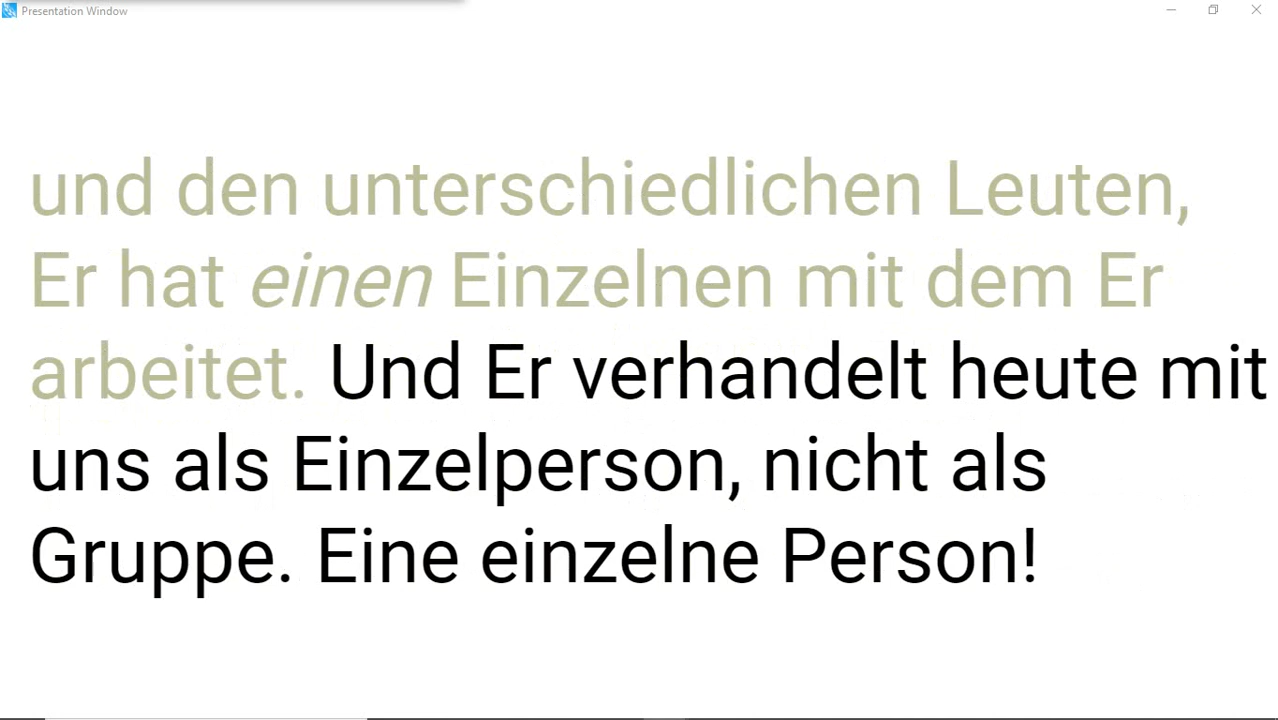 Presentation Window
und den unterschiedlichen Leuten,
Er hat einen Einzelnen mit dem Er
arbeitet. Und Er verhandelt heute mit
uns als Einzelperson, nicht als
Gruppe. Eine einzelne Person!